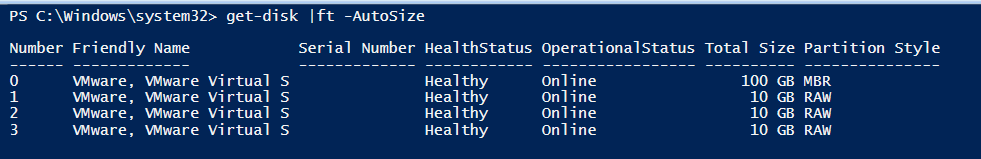 PS C:\Windows\system32> get-disk |ft -AutoSize
Number Friendly Name Serial Number HealthStatus OperationalStatus Total Size Partition Style
------ ------------- ------------- ------------ ----------------- ---------- ---------------
0 VMware, VMware Virtual S Healthy Online 100 GB MBR
1 VMware, VMware Virtual S Healthy Online 10 GB RAW
2 VMware, VMware Virtual S Healthy Online 10 GB RAW
3 VMware, VMware Virtual S Healthy Online 10 GB RAW